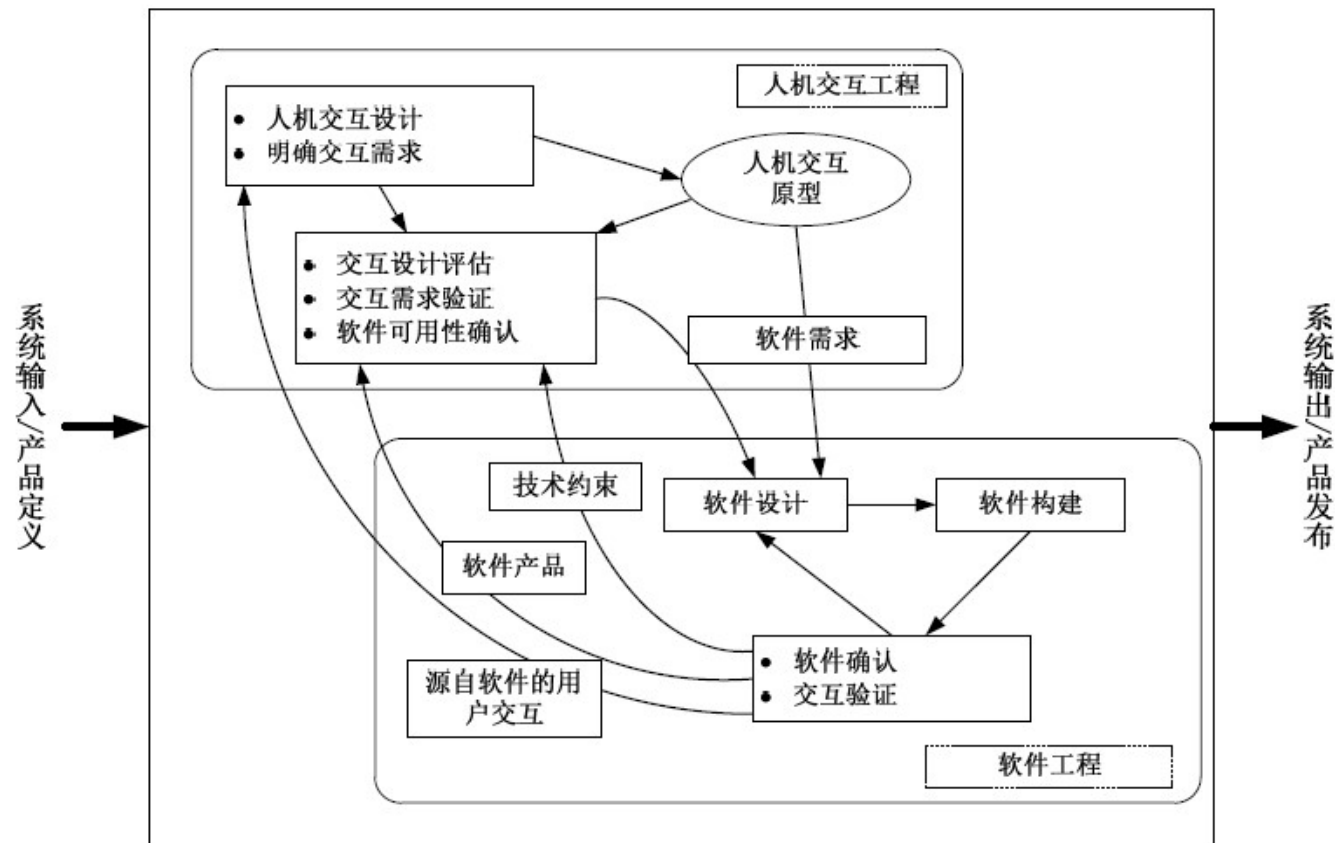 人机交互工程
• 人机交互设计
• 明确交互需求
人机交互
原型
• 交互设计评估
• 交互需求验证
• 软件可用性确认
软件需求
系统输入/产品定义
系统输出/产品发布
技术约束
软件设计
软件构建
软件产品
• 软件确认
• 交互验证
源自软件的用
户交互
软件工程